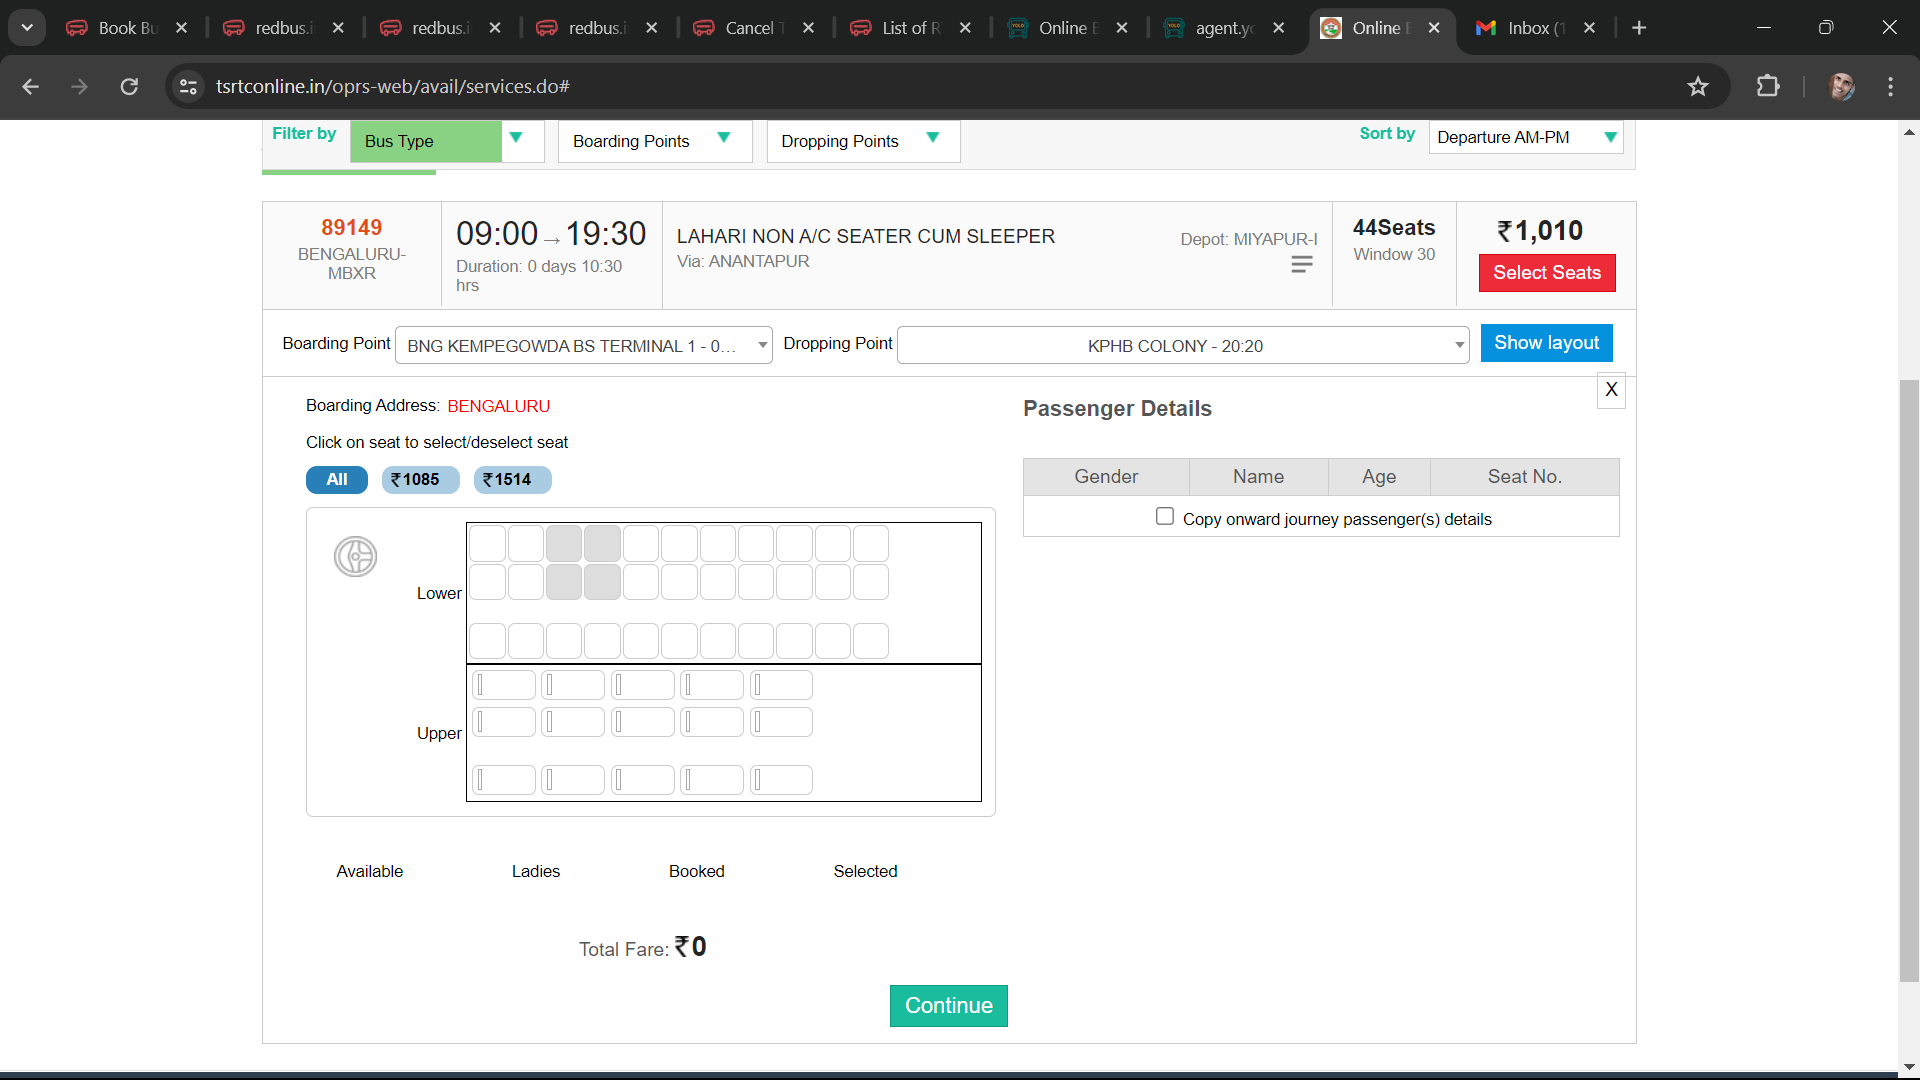 Book Bu
redbus.i
redbus.i
redbus.i
Cancel T
List of R
Online E
agent.yo
Online E
Inbox (1
tsrtconline.in/oprs-web/avail/services.do#
Filter by
Bus Type
Boarding Points
Dropping Points
Sort by
Departure AM-PM
89149
BENGALURU-
MBXR
09:00→19:30
Duration: 0 days 10:30
hrs
LAHARI NON A/C SEATER CUM SLEEPER
Via: ANANTAPUR
Depot: MIYAPUR-I
44Seats
Window 30
₹1,010
Select Seats
Boarding Point
BNG KEMPEGOWDA BS TERMINAL 1 - 0...
Dropping Point
KPHB COLONY - 20:20
Show layout
X
Boarding Address: BENGALURU
Click on seat to select/deselect seat
All
₹1085
₹1514
Lower
Upper
Available
Ladies
Booked
Selected
Total Fare: ₹0
Passenger Details
Gender
Name
Age
Seat No.
Copy onward journey passenger(s) details
Continue